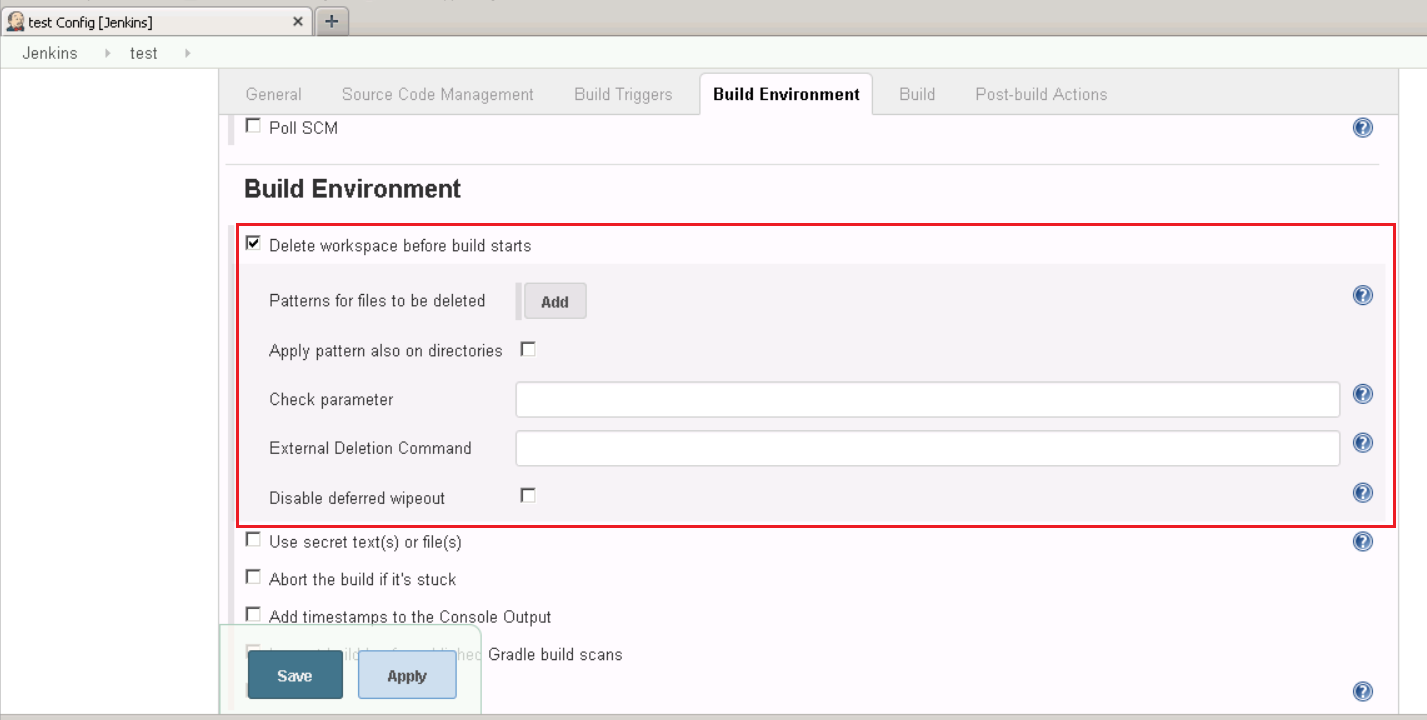 test Config [Jenkins]
Jenkins test
General Source Code Management Build Triggers Build Environment Build Post-build Actions
Poll SCM
Build Environment
Delete workspace before build starts
Patterns for files to be deleted Add
Apply pattern also on directories
Check parameter
External Deletion Command
Disable deferred wipeout
Use secret text(s) or file(s)
Abort the build if it's stuck
Add timestamps to the Console Output
Gradle build scans
Save Apply